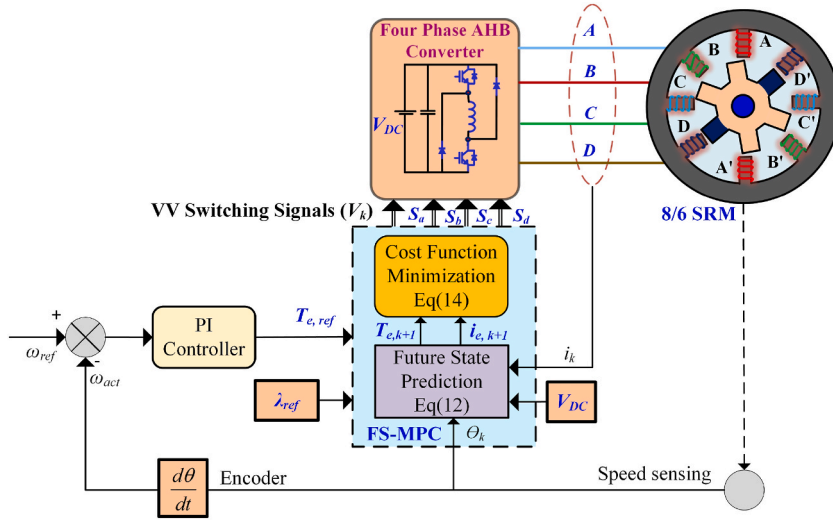 Four Phase AHB
Converter
V_DC
A
B
C
D
A
B
C
D
D'
C'
B'
A'
8/6 SRM
VV Switching Signals (V_k)
S_a
S_b
S_c
S_d
Cost Function
Minimization
Eq(14)
T_e,k+1
i_e,k+1
Future State
Prediction
Eq(12)
FS-MPC
θ_k
i_k
V_DC
λ_ref
T_e, ref
PI
Controller
+
-
ω_ref
ω_act
dθ
dt
Encoder
Speed sensing